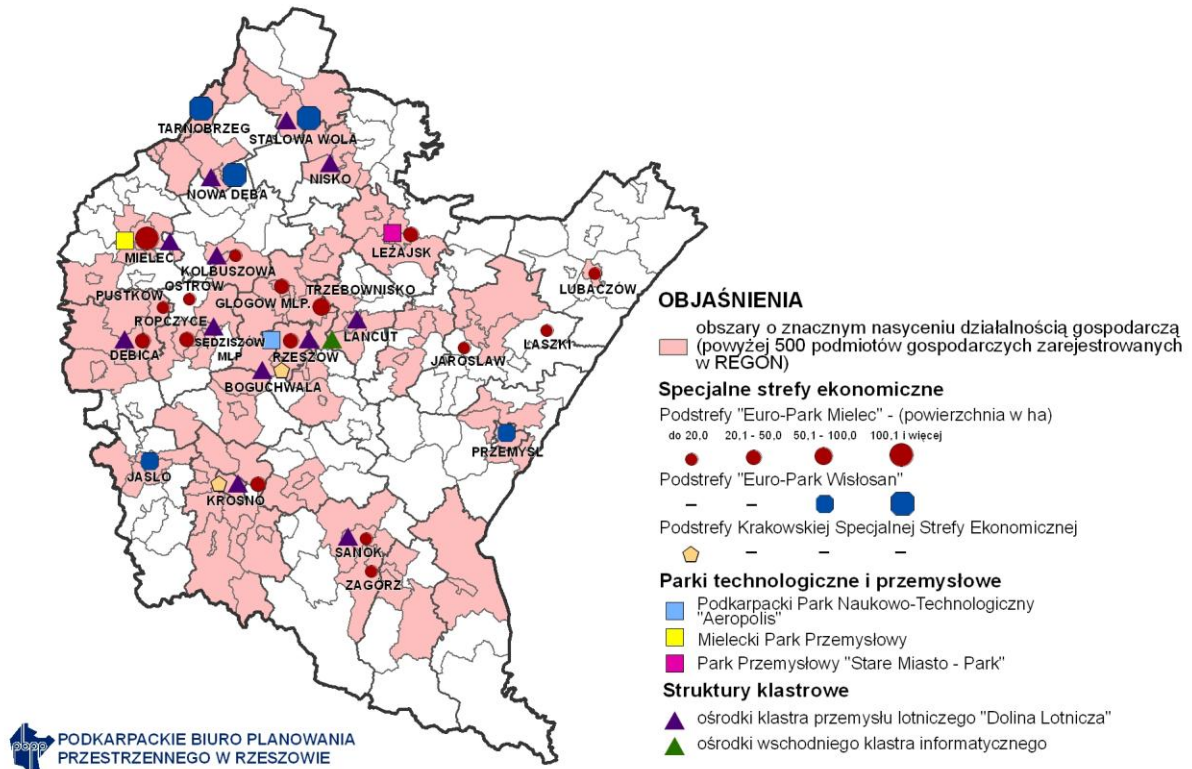 TARNOBRZEG
STALOWA WOLA
NISKO
NOWA DĘBA
MIELEC
LEŻAJSK
KOLBUSZOWA
OSTRÓW
LUBACZÓW
PUSTKÓW
GŁOGÓW MŁP.
TRZEBOWNISKO
ROPCZYCE
SĘDZISZÓW
MŁP
DĘBICA
RZESZÓW
ŁAŃCUT
JAROSŁAW
ŁASZKI
BOGUCHWAŁA
PRZEMYŚL
JASŁO
KROSNO
SANOK
ZAGÓRZ
OBJAŚNIENIA
obszary o znacznym nasyceniu działalnością gospodarczą
(powyżej 500 podmiotów gospodarczych zarejestrowanych
w REGON)
Specjalne strefy ekonomiczne
Podstrefy "Euro-Park Mielec" - (powierzchnia w ha)
do 20,0 20,1 - 50,0 50,1 - 100,0 100,1 i więcej
Podstrefy "Euro-Park Wisłosan"
– –
Podstrefy Krakowskiej Specjalnej Strefy Ekonomicznej
– – –
Parki technologiczne i przemysłowe
Podkarpacki Park Naukowo-Technologiczny
"Aeropolis"
Mielecki Park Przemysłowy
Park Przemysłowy "Stare Miasto - Park"
Struktury klastrowe
ośrodki klastra przemysłu lotniczego "Dolina Lotnicza"
ośrodki wschodniego klastra informatycznego
pbpp
PODKARPACKIE BIURO PLANOWANIA
PRZESTRZENNEGO W RZESZOWIE